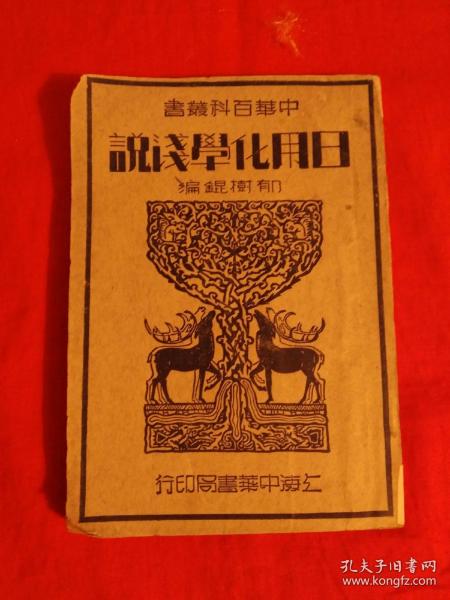 中華百科叢書
日用化學淺說
郁樹錕編
上海中華書局印行
孔夫子旧书网
www.kongfz.com